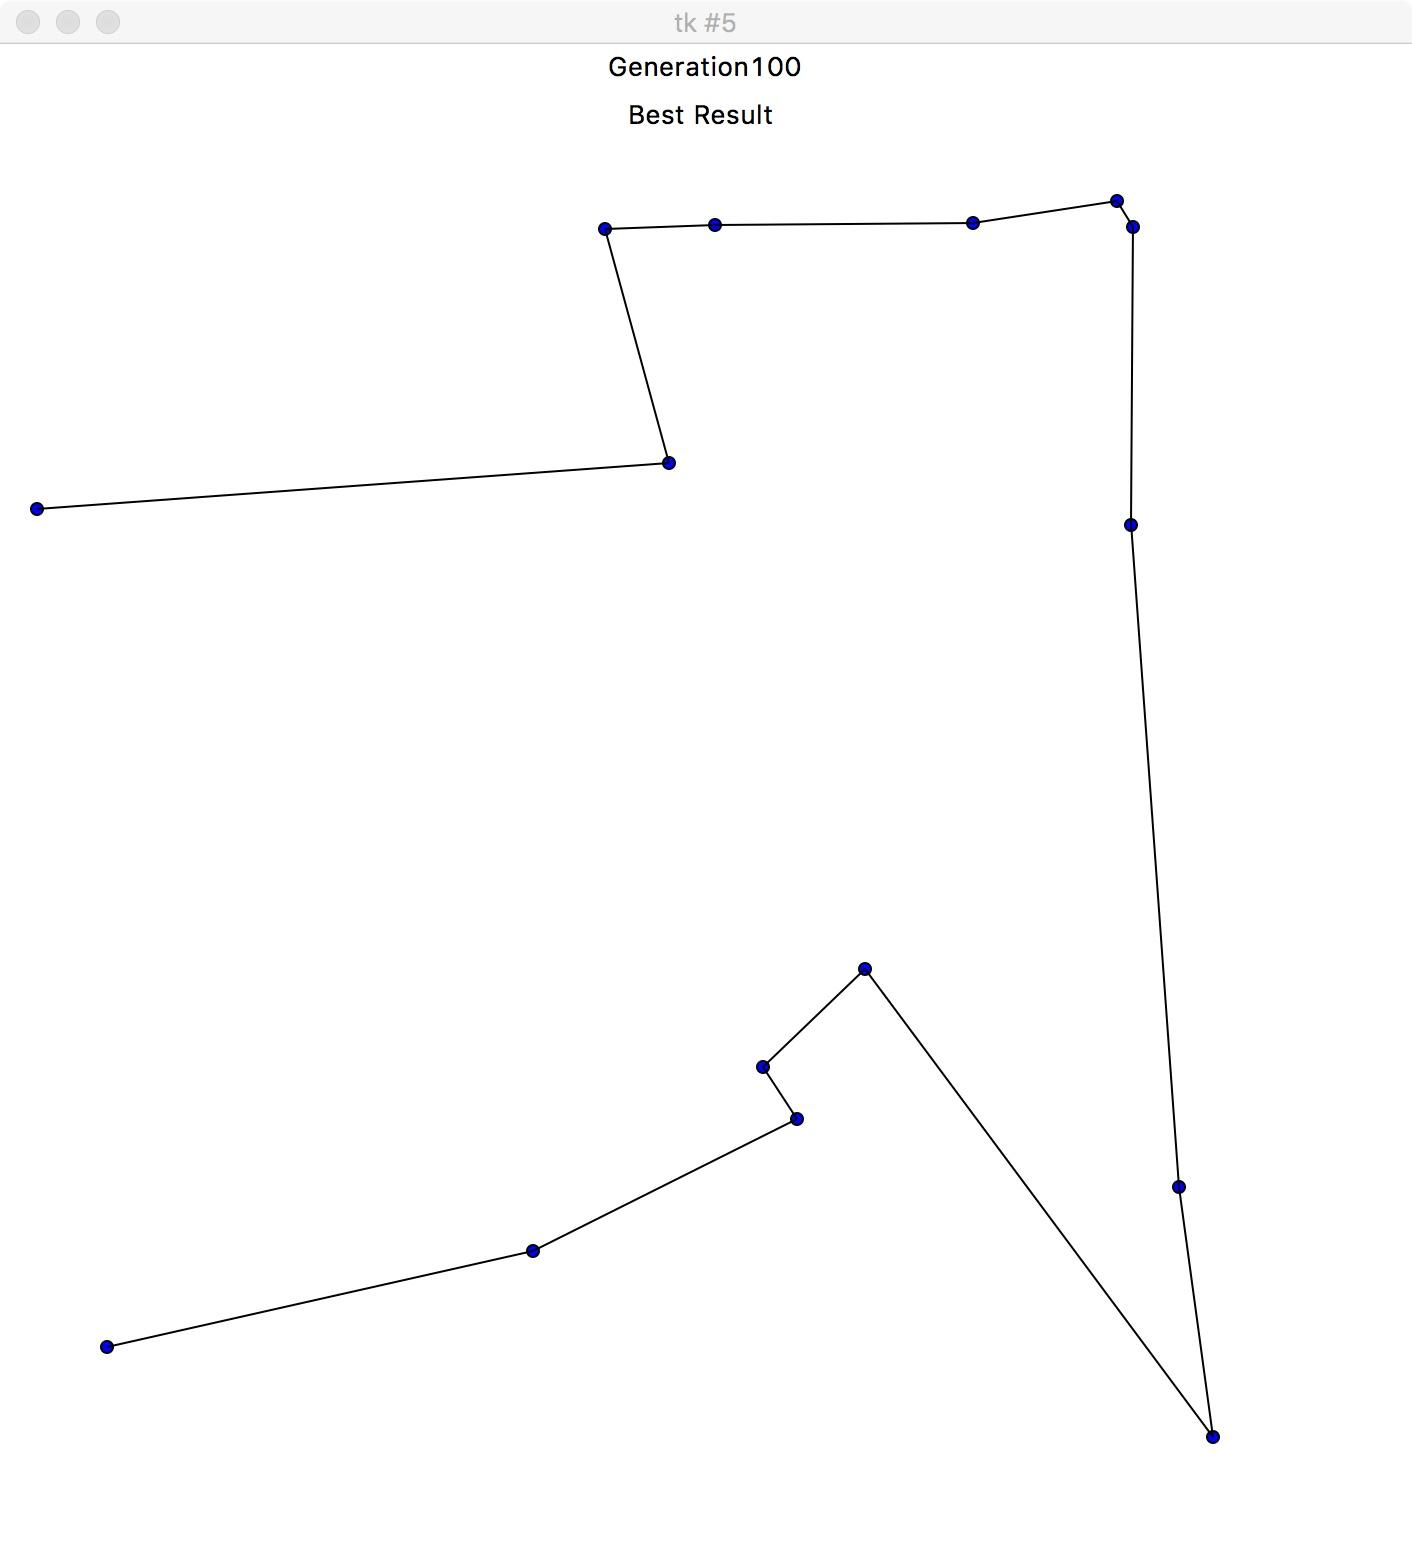 tk #5
Generation100
Best Result